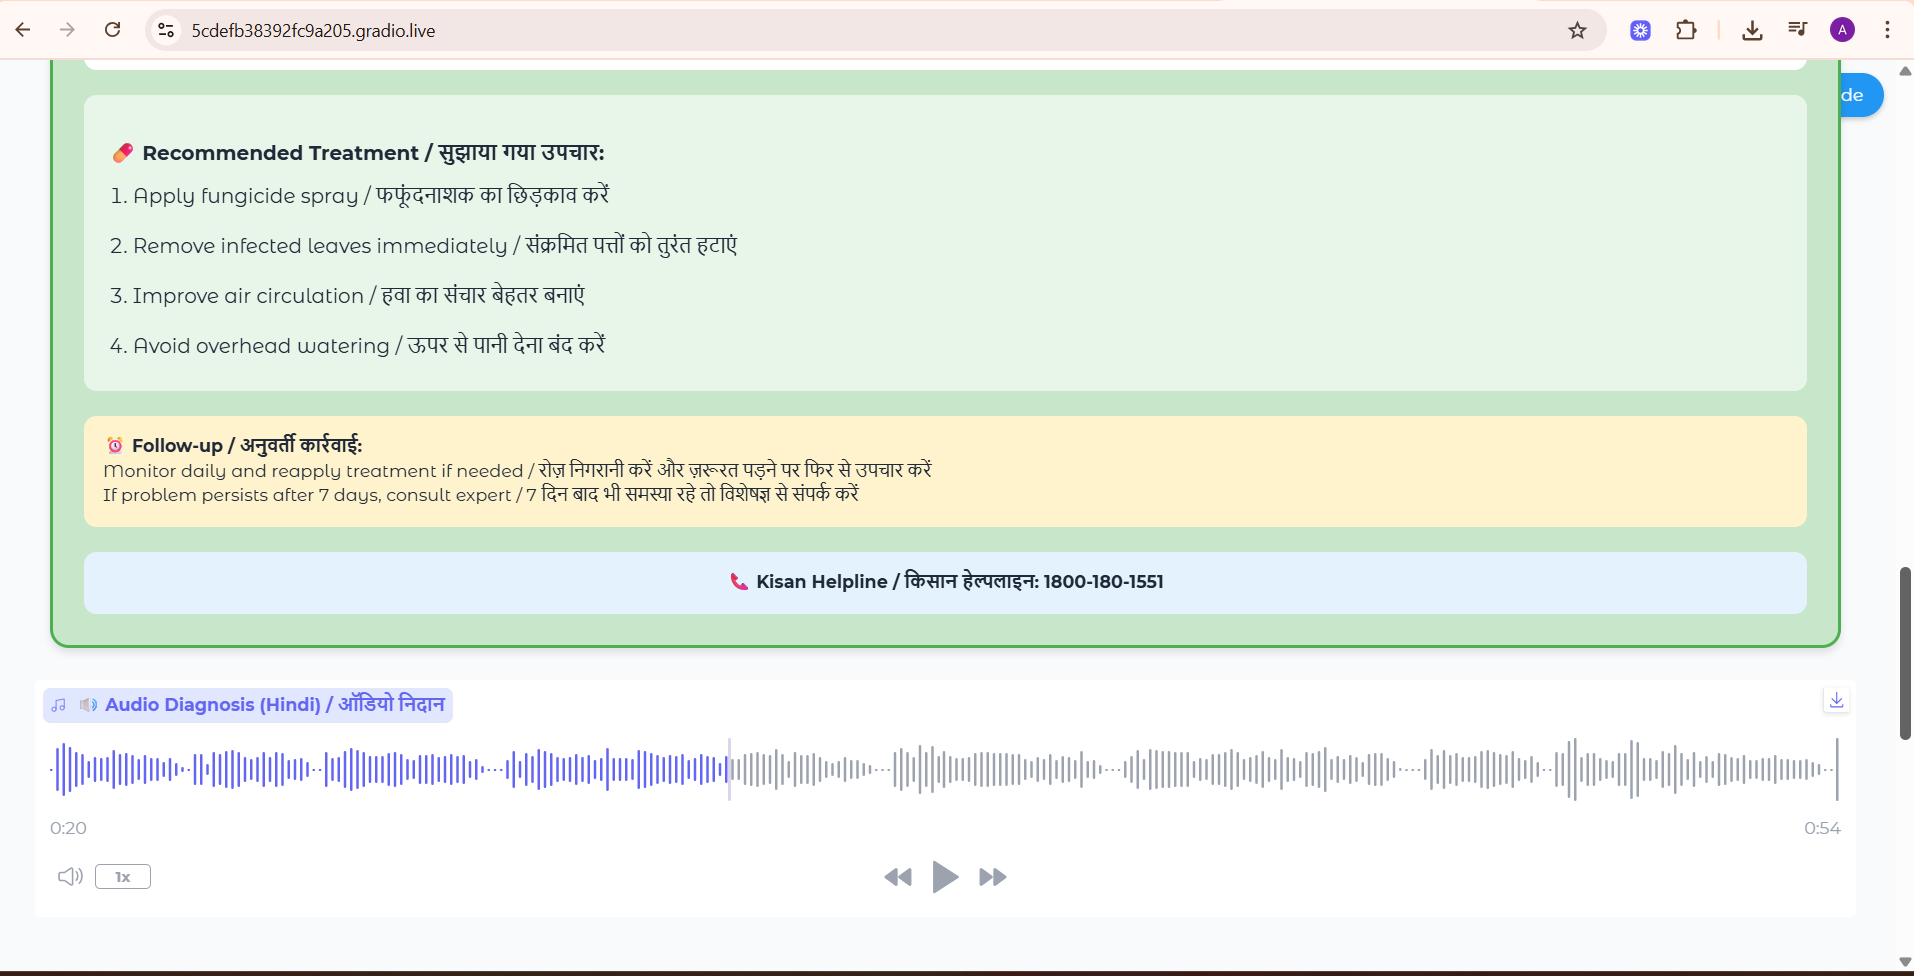 5cdefb38392fc9a205.gradio.live
A
de
Recommended Treatment / सुझाया गया उपचार:
1. Apply fungicide spray / फफूंदनाशक का छिड़काव करें
2. Remove infected leaves immediately / संक्रमित पत्तों को तुरंत हटाएं
3. Improve air circulation / हवा का संचार बेहतर बनाएं
4. Avoid overhead watering / ऊपर से पानी देना बंद करें
Follow-up / अनुवर्ती कार्रवाई:
Monitor daily and reapply treatment if needed / रोज़ निगरानी करें और ज़रूरत पड़ने पर फिर से उपचार करें
If problem persists after 7 days, consult expert / 7 दिन बाद भी समस्या रहे तो विशेषज्ञ से संपर्क करें
Kisan Helpline / किसान हेल्पलाइन: 1800-180-1551
Audio Diagnosis (Hindi) / ऑडियो निदान
0:20
0:54
1x